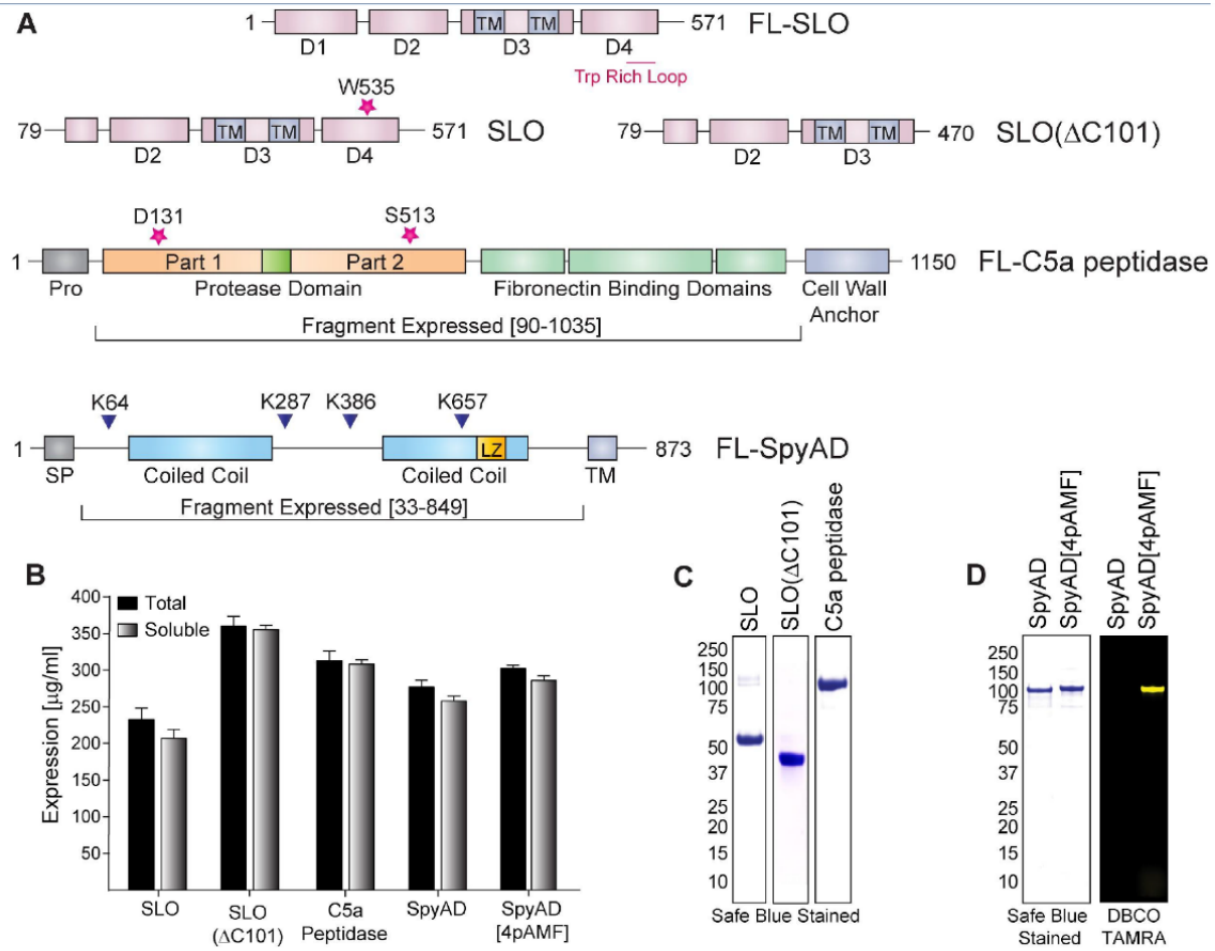 A
1
TM
TM
571
FL-SLO
D1
D2
D3
D4
Trp Rich Loop
W535
79
TM
TM
571
SLO
D2
D3
D4
79
TM
TM
470
SLO(ΔC101)
D2
D3
D131
S513
1
Part 1
Part 2
1150
FL-C5a peptidase
Pro
Protease Domain
Fibronectin Binding Domains
Cell Wall
Anchor
Fragment Expressed [90-1035]
K64
K287
K386
K657
1
LZ
873
FL-SpyAD
SP
Coiled Coil
Coiled Coil
TM
Fragment Expressed [33-849]
B
Expression [µg/ml]
400
350
300
250
200
150
100
50
Total
Soluble
SLO
SLO
(ΔC101)
C5a
Peptidase
SpyAD
SpyAD
[4pAMF]
C
SLO
SLO(ΔC101)
C5a peptidase
250
150
100
75
50
37
25
20
15
10
Safe Blue Stained
D
SpyAD
SpyAD[4pAMF]
SpyAD
SpyAD[4pAMF]
250
150
100
75
50
37
25
20
15
10
Safe Blue
Stained
DBCO
TAMRA